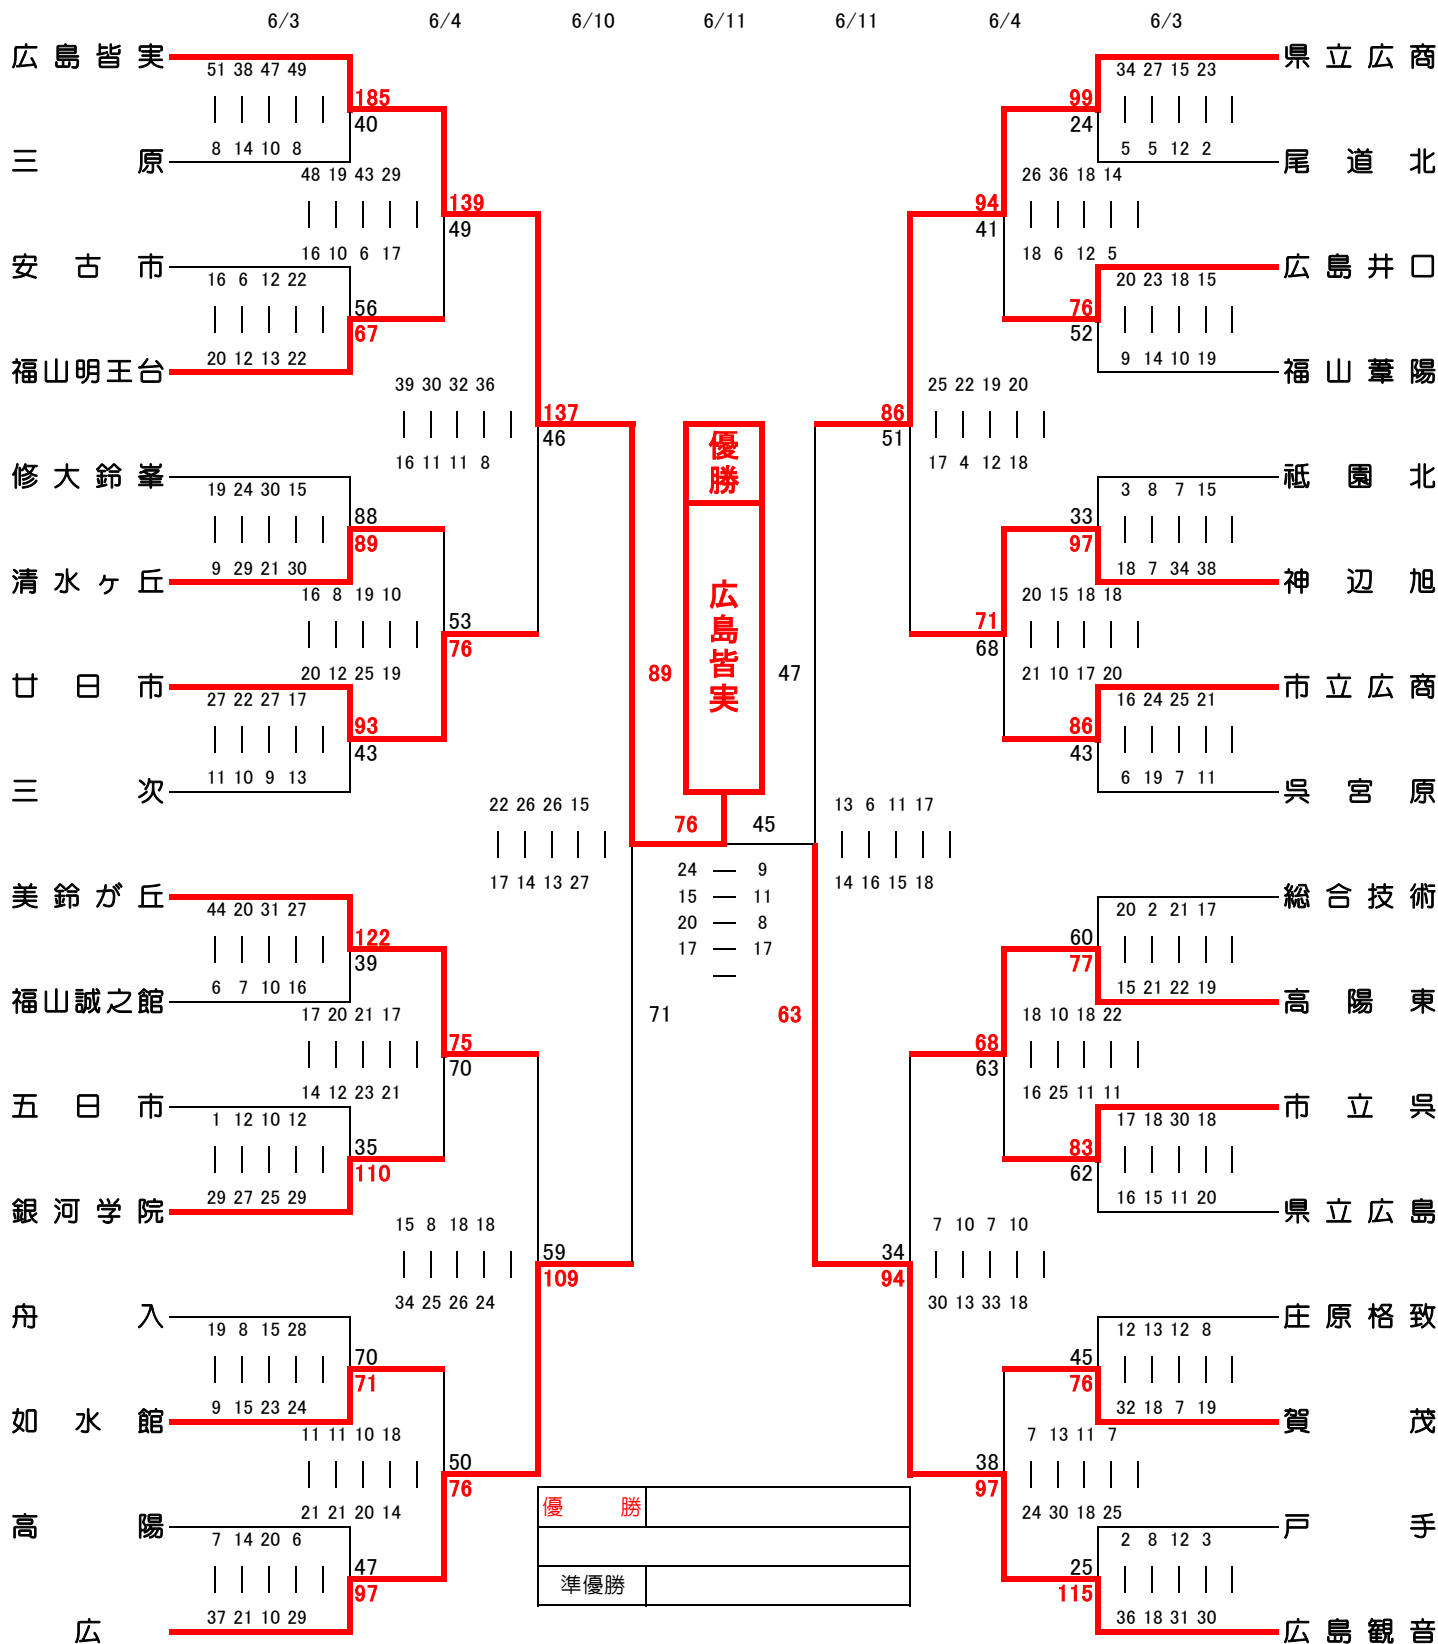 6/3 6/4 6/10 6/11 6/11 6/4 6/3
広島皆実 県立広商
51 38 47 49 34 27 15 23
185 99
40 24
8 14 10 8 5 5 12 2
三原 尾道北
48 19 43 29 26 36 18 14
139 94
49 41
16 10 6 17 18 6 12 5
安古市 広島井口
16 6 12 22 20 23 18 15
56 76
67 52
20 12 13 22 9 14 10 19
福山明王台 福山葦陽
39 30 32 36 25 22 19 20
137 86
46 51
優勝
16 11 11 8 17 4 12 18
修大鈴峯 祗園北
19 24 30 15 3 8 7 15
88 33
89 97
9 29 21 30 18 7 34 38
清水ヶ丘 神辺旭
16 8 19 10 20 15 18 18
53 71
76 68
広島皆実
89 47
20 12 25 19 21 10 17 20
廿日市 市立広商
27 22 27 17 16 24 25 21
93 86
43 43
11 10 9 13 6 19 7 11
三次 呉宮原
22 26 26 15 13 6 11 17
76 45
17 14 13 27 14 16 15 18
24 — 9
15 — 11
20 — 8
17 — 17
—
美鈴が丘 総合技術
44 20 31 27 20 2 21 17
122 60
39 77
6 7 10 16 15 21 22 19
福山誠之館 高陽東
71 63
17 20 21 17 18 10 18 22
75 68
70 63
14 12 23 21 16 25 11 11
五日市 市立呉
1 12 10 12 17 18 30 18
35 83
110 62
29 27 25 29 16 15 11 20
銀河学院 県立広島
15 8 18 18 7 10 7 10
59 34
109 94
34 25 26 24 30 13 33 18
舟入 庄原格致
19 8 15 28 12 13 12 8
70 45
71 76
9 15 23 24 32 18 7 19
如水館 賀茂
11 11 10 18 7 13 11 7
50 38
76 97
21 21 20 14 24 30 18 25
優勝
高陽 戸手
7 14 20 6 2 8 12 3
47 25
97 115
準優勝
37 21 10 29 36 18 31 30
広 広島観音